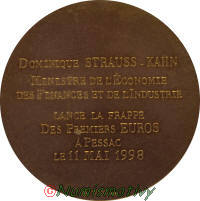 DOMINIQUE STRAUSS-KAHN
MINISTRE DE L'ÉCONOMIE
DES FINANCES ET DE L'INDUSTRIE
LANCE LA FRAPPE
DES PREMIERS EUROS
À PESSAC
LE 11 MAI 1998
©Numismativy